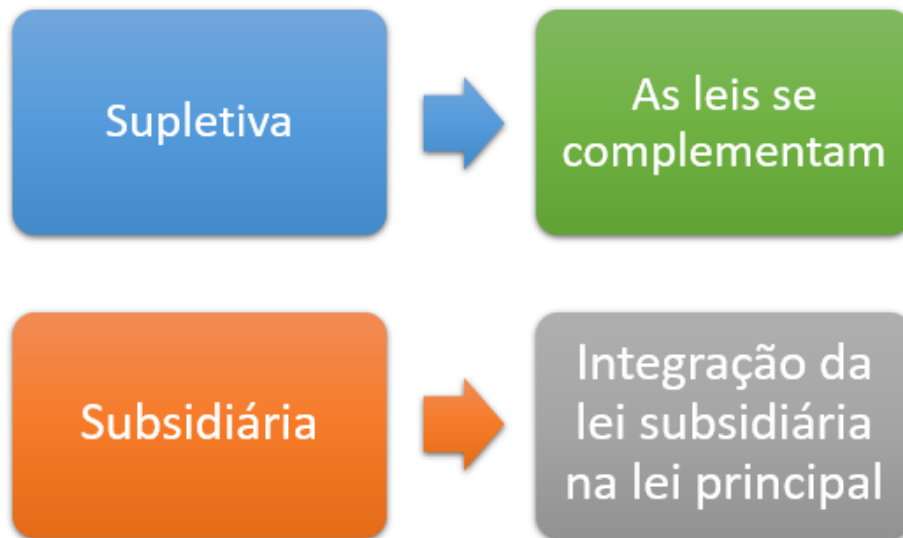 Supletiva
As leis se
complementam
Subsidiária
Integração da
lei subsidiária
na lei principal